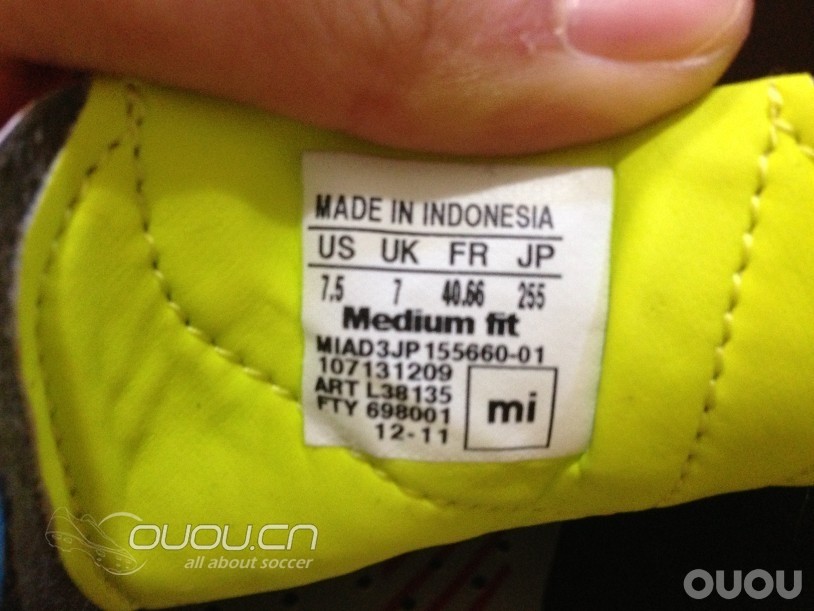 MADE IN INDONESIA
US UK FR JP
7.5 7 40.66 255
Medium fit
MIAD3JP 155660-01
107131209
ART L38135
FTY 698001
12-11
mi
OUOU.CN
all about soccer
OUOU